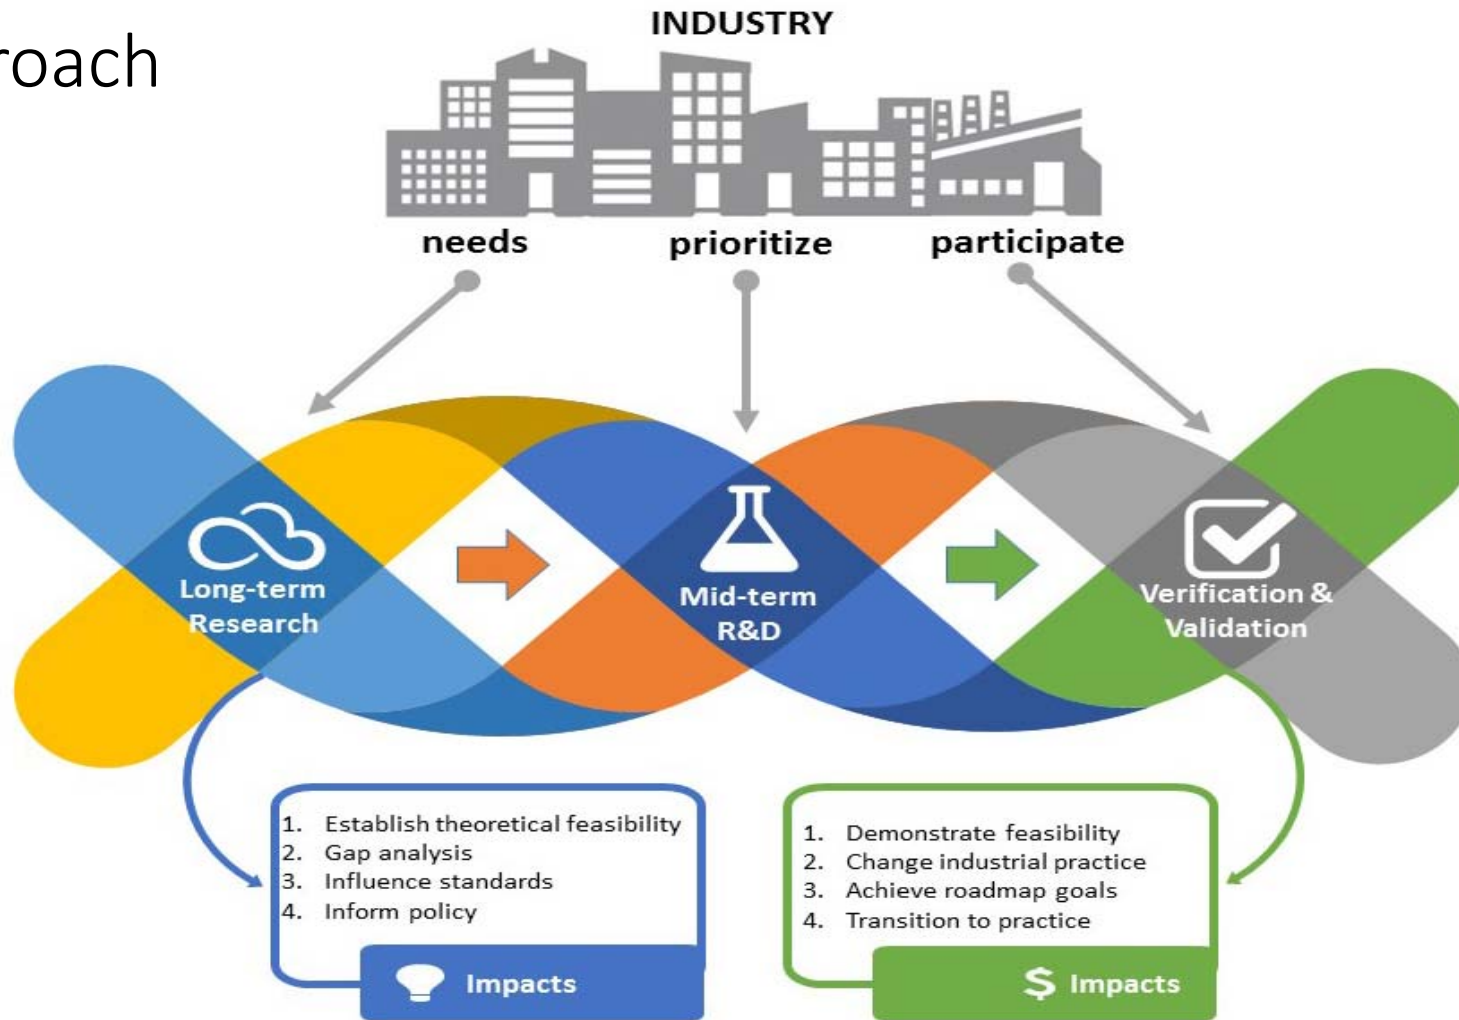 roach
INDUSTRY
needs prioritize participate
Long-term
Research
Mid-term
R&D
Verification &
Validation
1. Establish theoretical feasibility
2. Gap analysis
3. Influence standards
4. Inform policy
Impacts
1. Demonstrate feasibility
2. Change industrial practice
3. Achieve roadmap goals
4. Transition to practice
$ Impacts